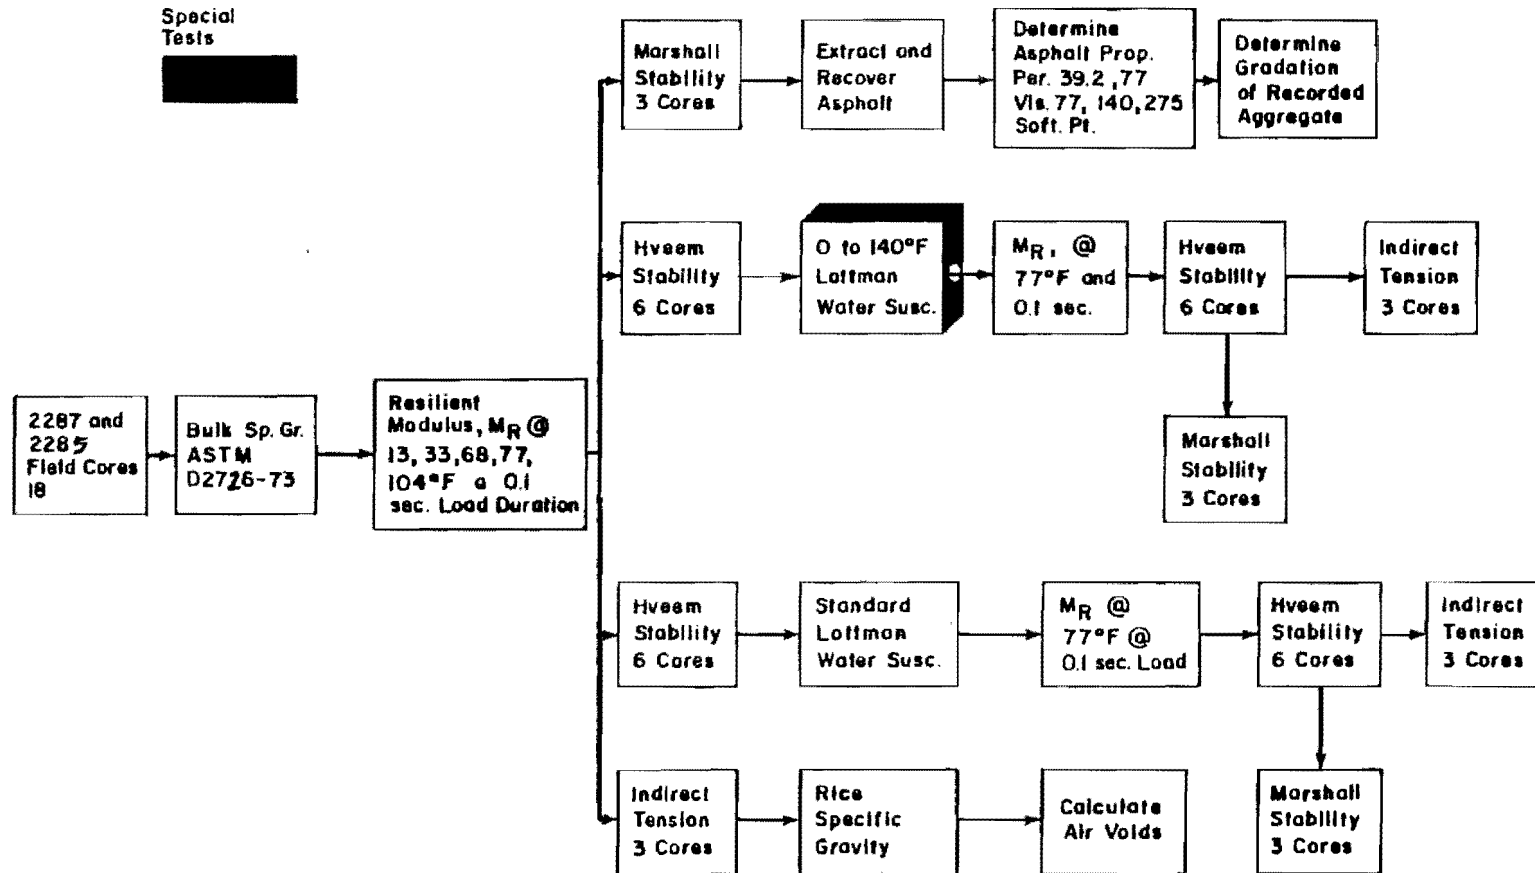 Special
Tests
Marshall
Stability
3 Cores
Extract and
Recover
Asphalt
Determine
Asphalt Prop.
Per. 39.2 ,77
Vis. 77, 140, 275
Soft. Pt.
Determine
Gradation
of Recorded
Aggregate
Hveem
Stability
6 Cores
0 to 140°F
Lottman
Water Susc.
MR, @
77°F and
0.1 sec.
Hveem
Stability
6 Cores
Indirect
Tension
3 Cores
Marshall
Stability
3 Cores
2287 and
2285
Field Cores
18
Bulk Sp. Gr.
ASTM
D2726-73
Resilient
Modulus, MR @
13, 33, 68, 77,
104°F a 0.1
sec. Load Duration
Hveem
Stability
6 Cores
Standard
Lottman
Water Susc.
MR @
77°F @
0.1 sec. Load
Hveem
Stability
6 Cores
Indirect
Tension
3 Cores
Marshall
Stability
3 Cores
Indirect
Tension
3 Cores
Rice
Specific
Gravity
Calculate
Air Voids